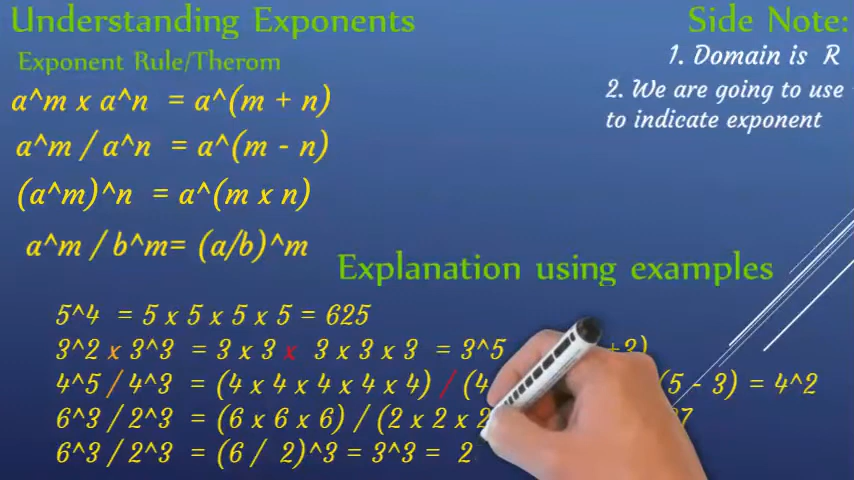 Understanding Exponents
Side Note:
Exponent Rule/Therom
1. Domain is R
2. We are going to use
to indicate exponent
a^m x a^n = a^(m + n)
a^m / a^n = a^(m - n)
(a^m)^n = a^(m x n)
a^m / b^m= (a/b)^m
Explanation using examples
5^4 = 5 x 5 x 5 x 5 = 625
3^2 x 3^3 = 3 x 3 x 3 x 3 x 3 = 3^5 +3)
4^5 / 4^3 = (4 x 4 x 4 x 4 x 4) / (4 (5 - 3) = 4^2
6^3 / 2^3 = (6 x 6 x 6) / (2 x 2 x 2 7
6^3 / 2^3 = (6 / 2)^3 = 3^3 = 2